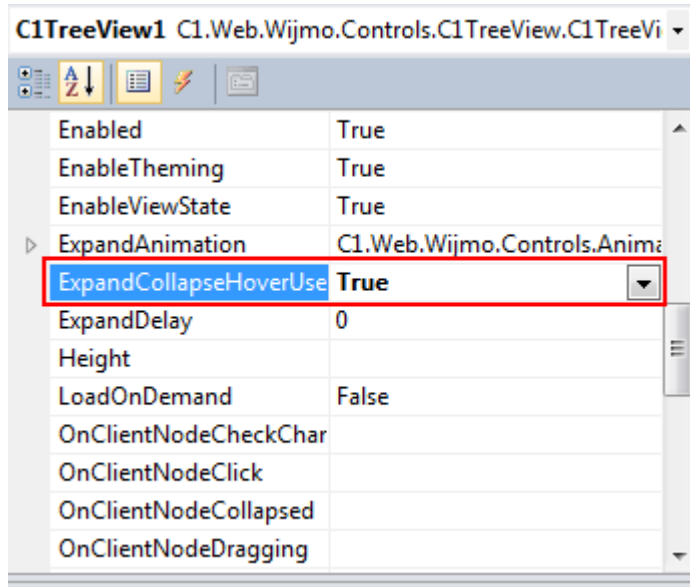 C1TreeView1 C1.Web.Wijmo.Controls.C1TreeView.C1TreeVi
Enabled True
EnableTheming True
EnableViewState True
ExpandAnimation C1.Web.Wijmo.Controls.Anima
ExpandCollapseHoverUse True
ExpandDelay 0
Height
LoadOnDemand False
OnClientNodeCheckChar
OnClientNodeClick
OnClientNodeCollapsed
OnClientNodeDragging